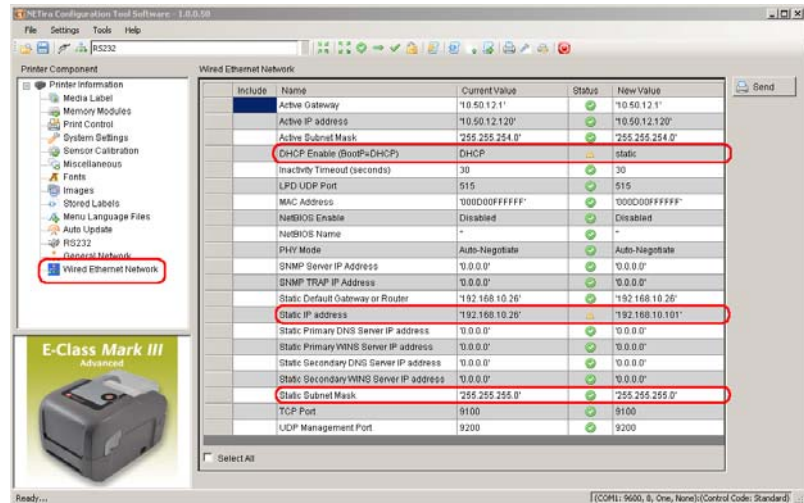 NETira Configuration Tool Software - 1.0.0.50
File Settings Tools Help
RS232
Printer Component
Printer Information
Media Label
Memory Modules
Print Control
System Settings
Sensor Calibration
Miscellaneous
Fonts
Images
Stored Labels
Menu Language Files
Auto Update
RS232
General Network
Wired Ethernet Network
E-Class Mark III
Advanced
Wired Ethernet Network
Include Name Current Value Status New Value
Active Gateway '10.50.12.1' '10.50.12.1'
Active IP address '10.50.12.120' '10.50.12.120'
Active Subnet Mask '255.255.254.0' '255.255.254.0'
DHCP Enable (BootP=DHCP) DHCP static
Inactivity Timeout (seconds) 30 30
LPD UDP Port 515 515
MAC Address '000D00FFFFFF' '000D00FFFFFF'
NetBIOS Enable Disabled Disabled
NetBIOS Name '' ''
PHY Mode Auto-Negotiate Auto-Negotiate
SNMP Server IP Address '0.0.0.0' '0.0.0.0'
SNMP TRAP IP Address '0.0.0.0' '0.0.0.0'
Static Default Gateway or Router '192.168.10.26' '192.168.10.26'
Static IP address '192.168.10.26' '192.168.10.101'
Static Primary DNS Server IP address '0.0.0.0' '0.0.0.0'
Static Primary WINS Server IP address '0.0.0.0' '0.0.0.0'
Static Secondary DNS Server IP address '0.0.0.0' '0.0.0.0'
Static Secondary WINS Server IP address '0.0.0.0' '0.0.0.0'
Static Subnet Mask '255.255.255.0' '255.255.255.0'
TCP Port 9100 9100
UDP Management Port 9200 9200
Select All
Send
Ready...
(COM1: 9600, 8, One, None):(Control Code: Standard)